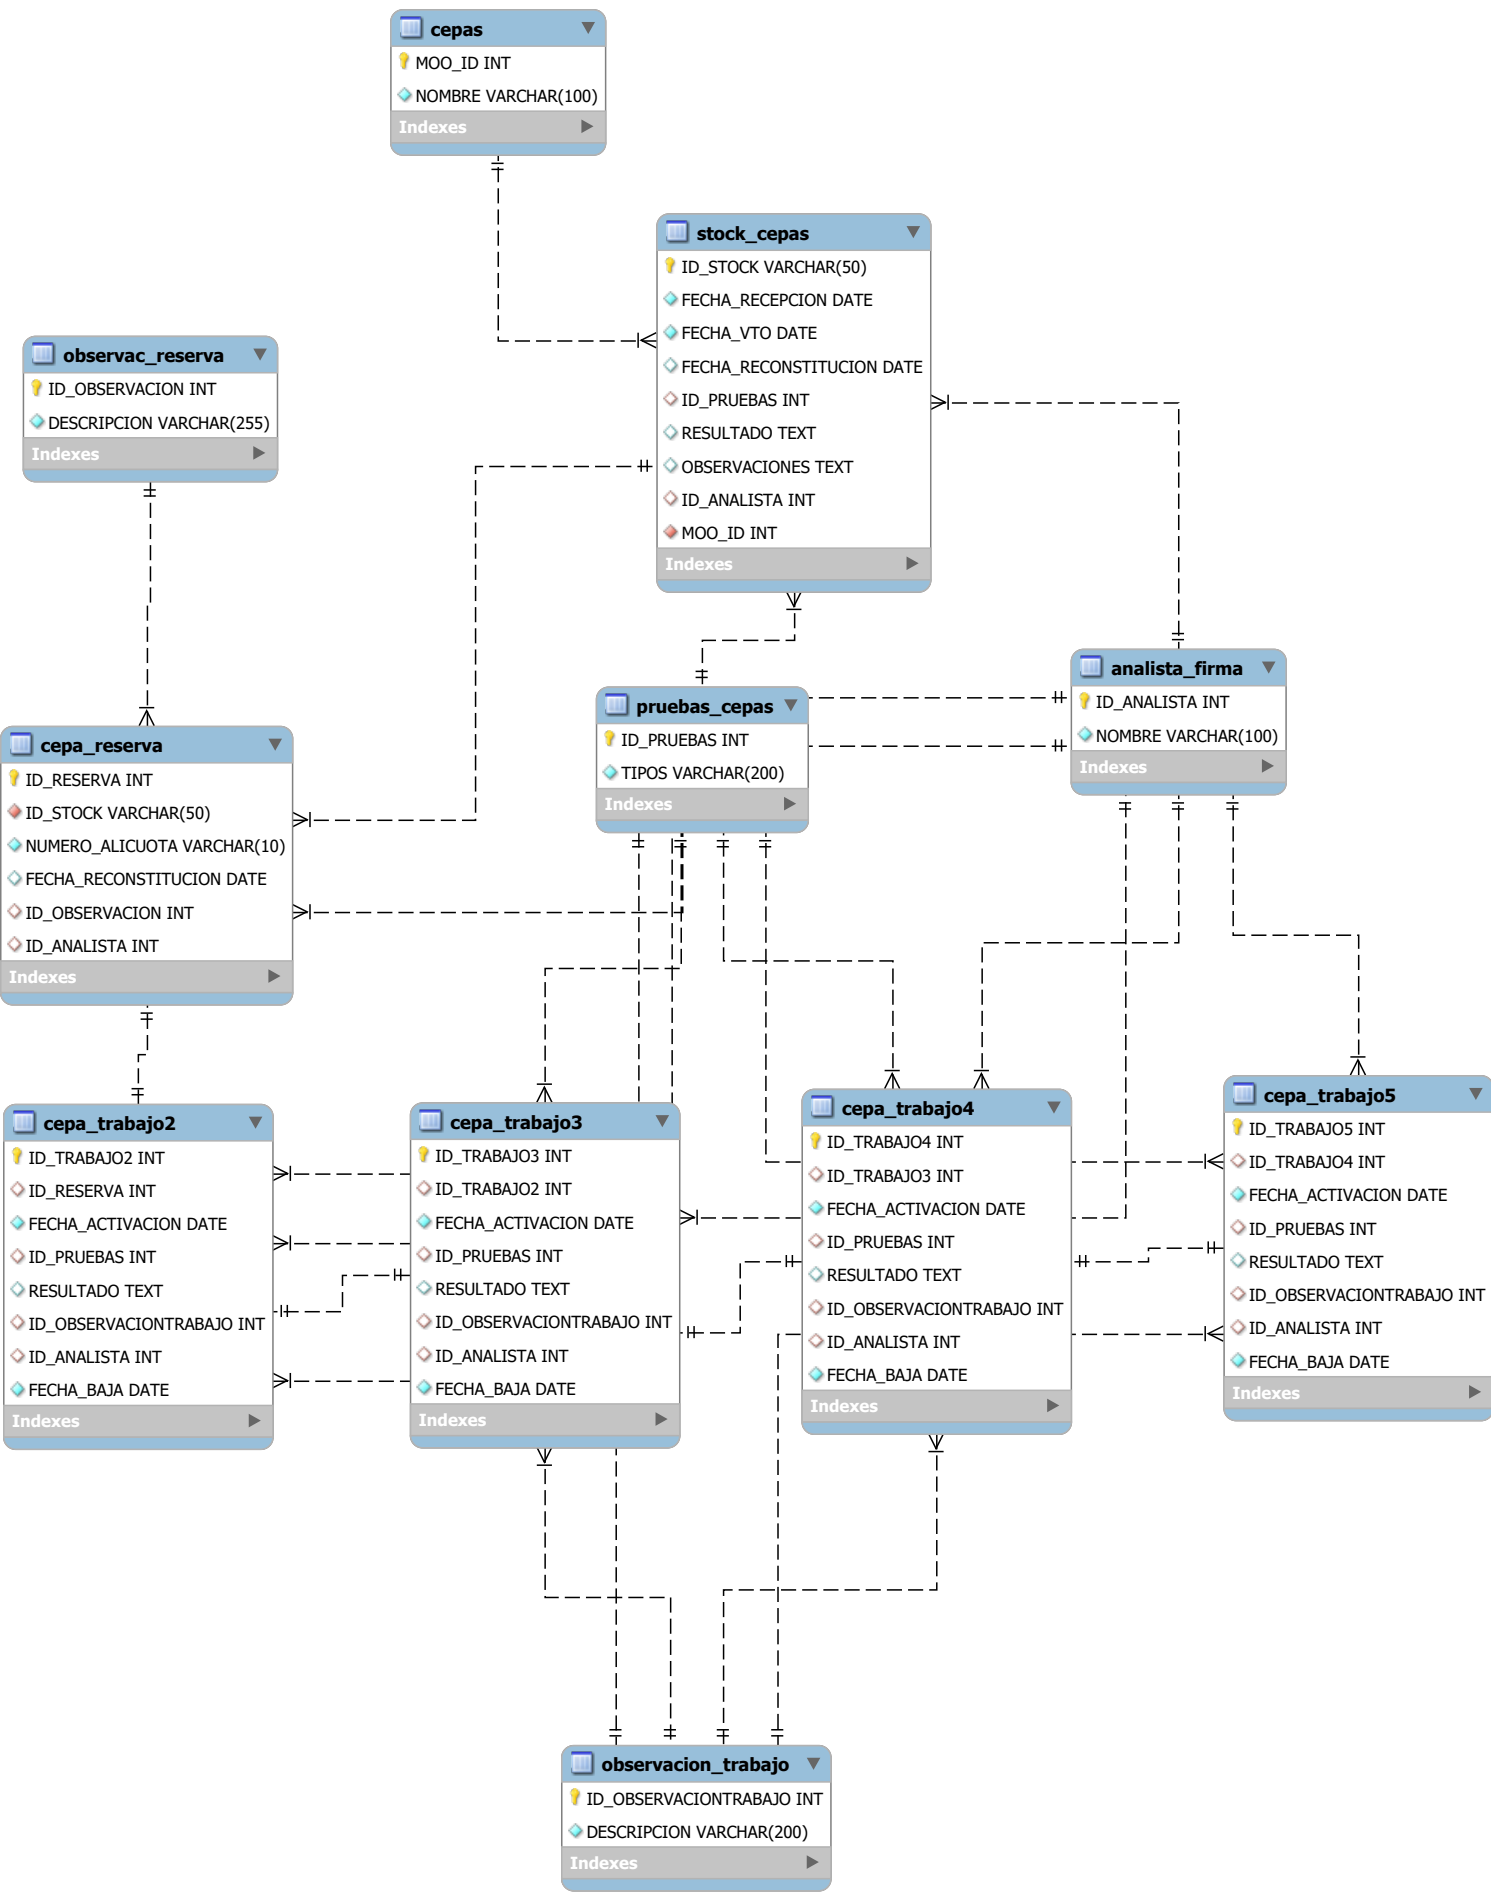 cepas
MOO_ID INT
NOMBRE VARCHAR(100)
Indexes
stock_cepas
ID_STOCK VARCHAR(50)
FECHA_RECEPCION DATE
FECHA_VTO DATE
FECHA_RECONSTITUCION DATE
ID_PRUEBAS INT
RESULTADO TEXT
OBSERVACIONES TEXT
ID_ANALISTA INT
MOO_ID INT
Indexes
observac_reserva
ID_OBSERVACION INT
DESCRIPCION VARCHAR(255)
Indexes
analista_firma
ID_ANALISTA INT
NOMBRE VARCHAR(100)
Indexes
pruebas_cepas
ID_PRUEBAS INT
TIPOS VARCHAR(200)
Indexes
cepa_reserva
ID_RESERVA INT
ID_STOCK VARCHAR(50)
NUMERO_ALICUOTA VARCHAR(10)
FECHA_RECONSTITUCION DATE
ID_OBSERVACION INT
ID_ANALISTA INT
Indexes
cepa_trabajo2
ID_TRABAJO2 INT
ID_RESERVA INT
FECHA_ACTIVACION DATE
ID_PRUEBAS INT
RESULTADO TEXT
ID_OBSERVACIONTRABAJO INT
ID_ANALISTA INT
FECHA_BAJA DATE
Indexes
cepa_trabajo3
ID_TRABAJO3 INT
ID_TRABAJO2 INT
FECHA_ACTIVACION DATE
ID_PRUEBAS INT
RESULTADO TEXT
ID_OBSERVACIONTRABAJO INT
ID_ANALISTA INT
FECHA_BAJA DATE
Indexes
cepa_trabajo4
ID_TRABAJO4 INT
ID_TRABAJO3 INT
FECHA_ACTIVACION DATE
ID_PRUEBAS INT
RESULTADO TEXT
ID_OBSERVACIONTRABAJO INT
ID_ANALISTA INT
FECHA_BAJA DATE
Indexes
cepa_trabajo5
ID_TRABAJO5 INT
ID_TRABAJO4 INT
FECHA_ACTIVACION DATE
ID_PRUEBAS INT
RESULTADO TEXT
ID_OBSERVACIONTRABAJO INT
ID_ANALISTA INT
FECHA_BAJA DATE
Indexes
observacion_trabajo
ID_OBSERVACIONTRABAJO INT
DESCRIPCION VARCHAR(200)
Indexes